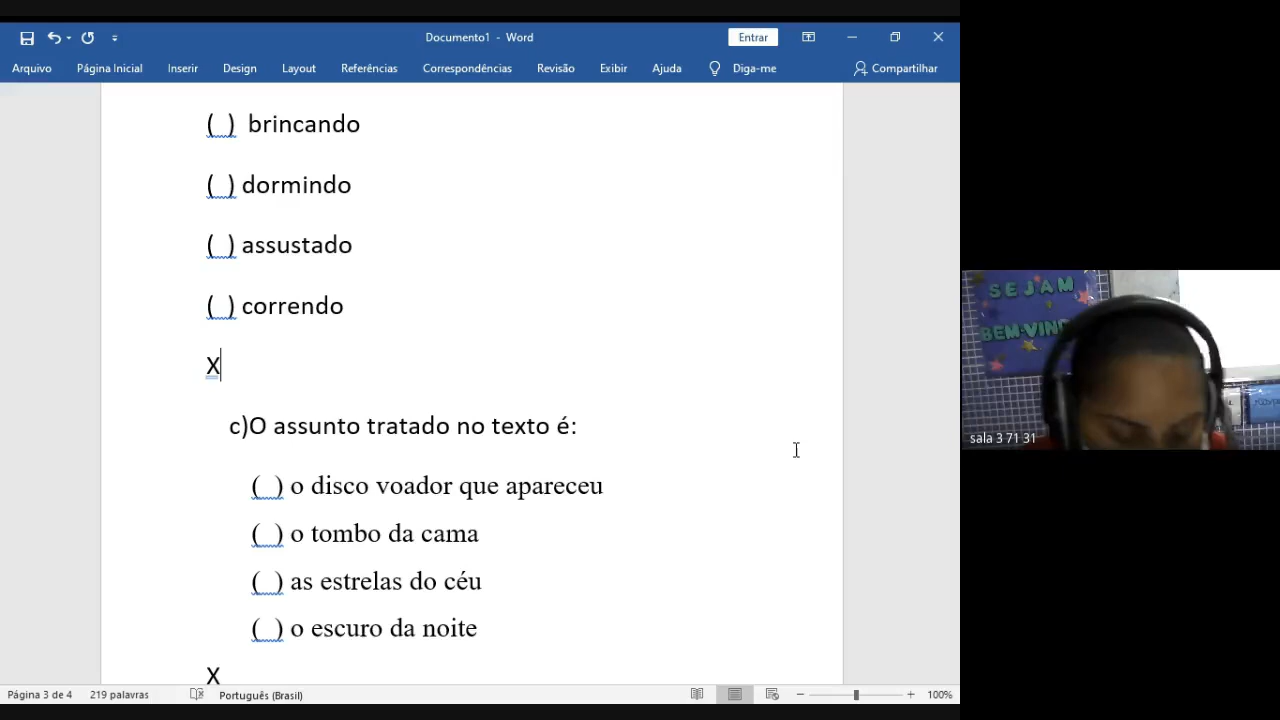 Documento1 - Word
Entrar
Arquivo Página Inicial Inserir Design Layout Referências Correspondências Revisão Exibir Ajuda Diga-me Compartilhar
( ) brincando
( ) dormindo
( ) assustado
( ) correndo
X
c)O assunto tratado no texto é:
( ) o disco voador que apareceu
( ) o tombo da cama
( ) as estrelas do céu
( ) o escuro da noite
X
Página 3 de 4 219 palavras Português (Brasil) 100%
SEJAM
sala 3 71 31